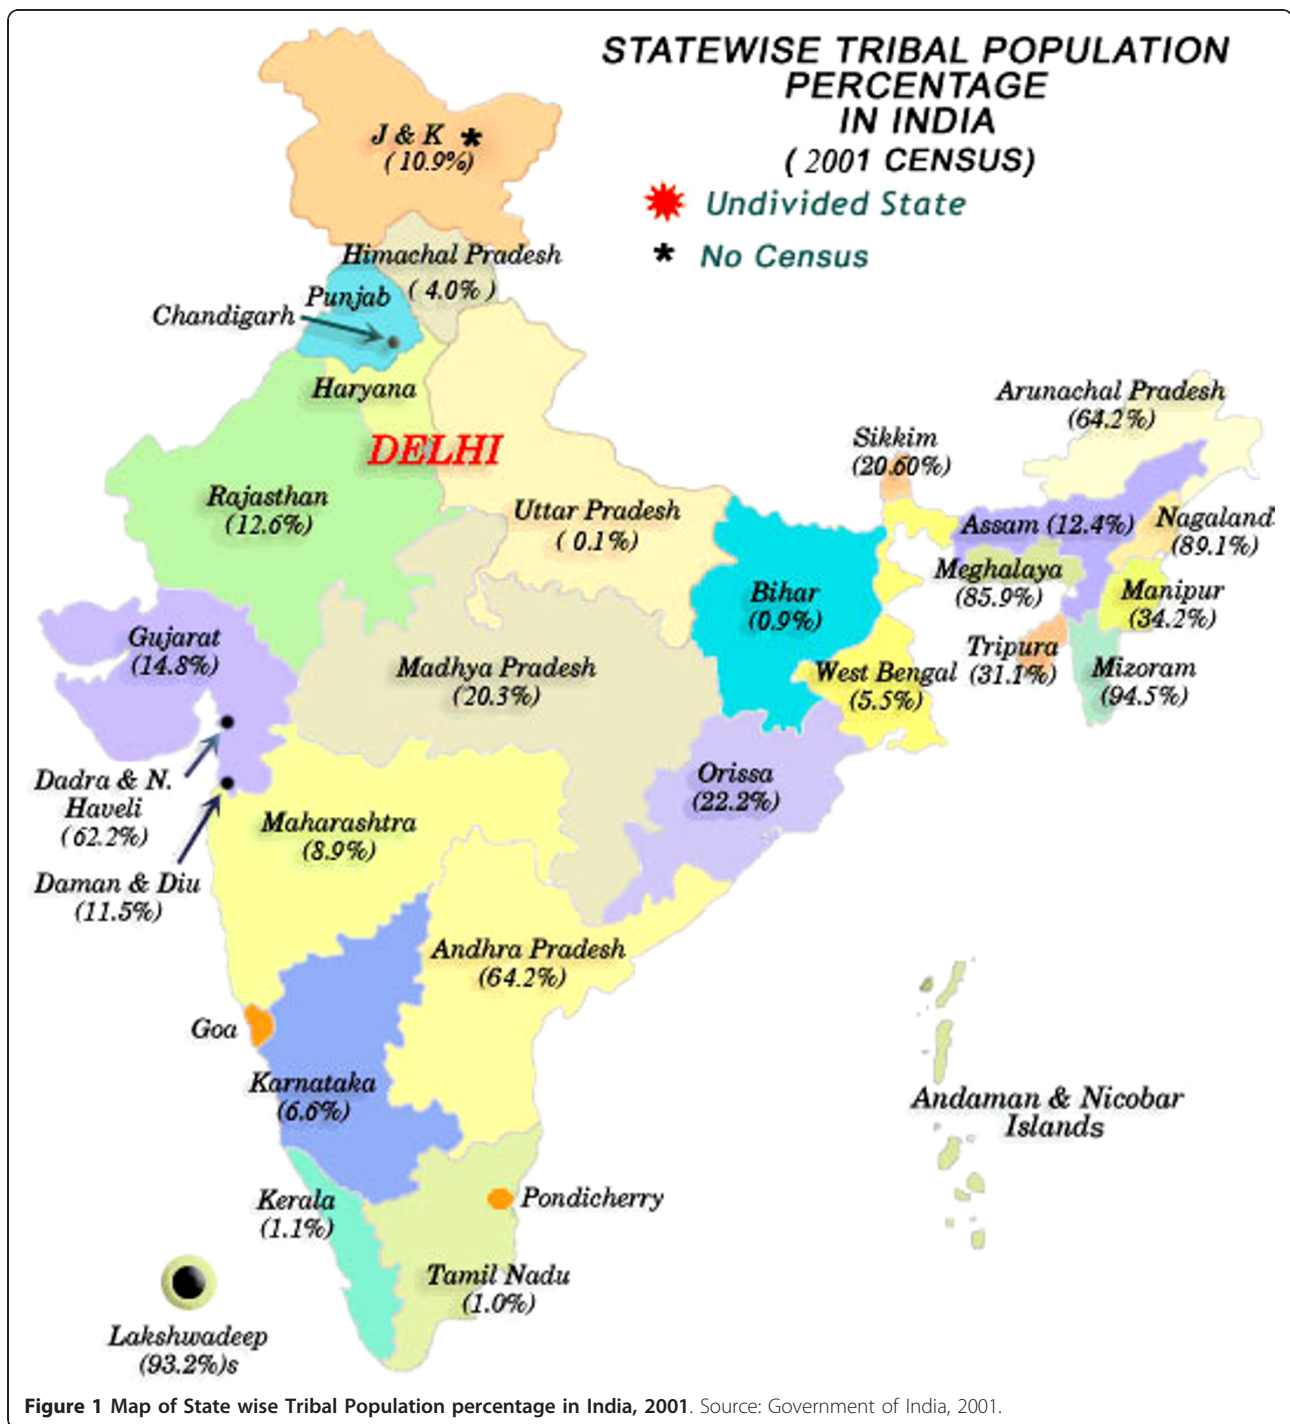 STATEWISE TRIBAL POPULATION
PERCENTAGE
IN INDIA
( 2001 CENSUS)
Undivided State
* No Census
J & K *
( 10.9%)
Himachal Pradesh
( 4.0% )
Punjab
Chandigarh
Haryana
DELHI
Arunachal Pradesh
(64.2%)
Sikkim
(20.60%)
Rajasthan
(12.6%)
Uttar Pradesh
( 0.1%)
Assam (12.4%)
Nagaland
(89.1%)
Meghalaya
(85.9%)
Bihar
(0.9%)
Manipur
(34.2%)
Gujarat
(14.8%)
Madhya Pradesh
(20.3%)
West Bengal
(5.5%)
Tripura
(31.1%)
Mizoram
(94.5%)
Dadra & N.
Haveli
(62.2%)
Orissa
(22.2%)
Maharashtra
(8.9%)
Daman & Diu
(11.5%)
Andhra Pradesh
(64.2%)
Goa
Karnataka
(6.6%)
Andaman & Nicobar
Islands
Kerala
(1.1%)
Pondicherry
Tamil Nadu
(1.0%)
Lakshwadeep
(93.2%)s
Figure 1 Map of State wise Tribal Population percentage in India, 2001. Source: Government of India, 2001.